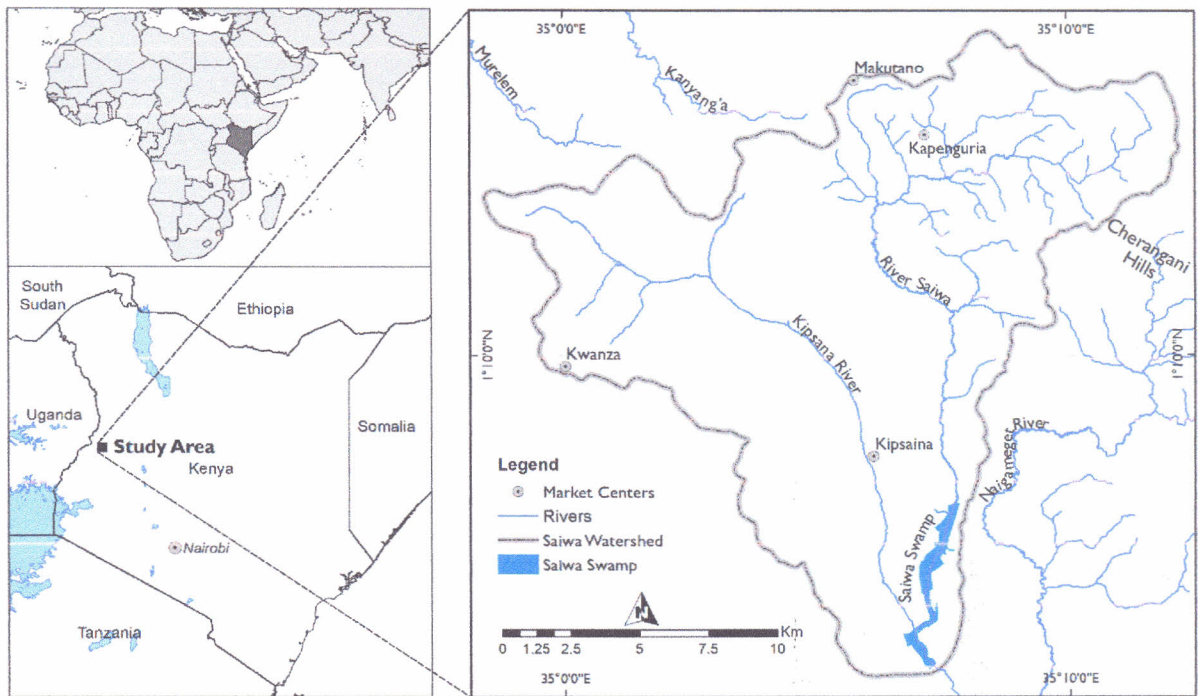 South
Sudan
Ethiopia
Uganda
Somalia
Study Area
Kenya
Nairobi
Tanzania
35°0'0"E
35°10'0"E
Murelem
Kanyang'a
Makutano
Kapenguria
Cherangani
Hills
River Saiwa
1°10'0"N
1°10'0"N
Kwanza
Kipsana River
Kipsaina
Naigameget River
Saiwa Swamp
Legend
Market Centers
Rivers
Saiwa Watershed
Saiwa Swamp
N
Km
0 1.25 2.5 5 7.5 10
35°0'0"E
35°10'0"E